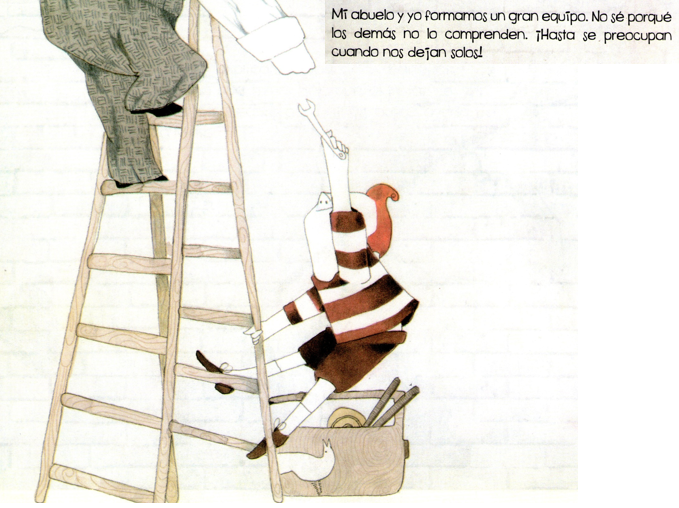 Mi abuelo y yo formamos un gran equipo. No sé porqué
los demás no lo comprenden. ¡Hasta se preocupan
cuando nos dejan solos!